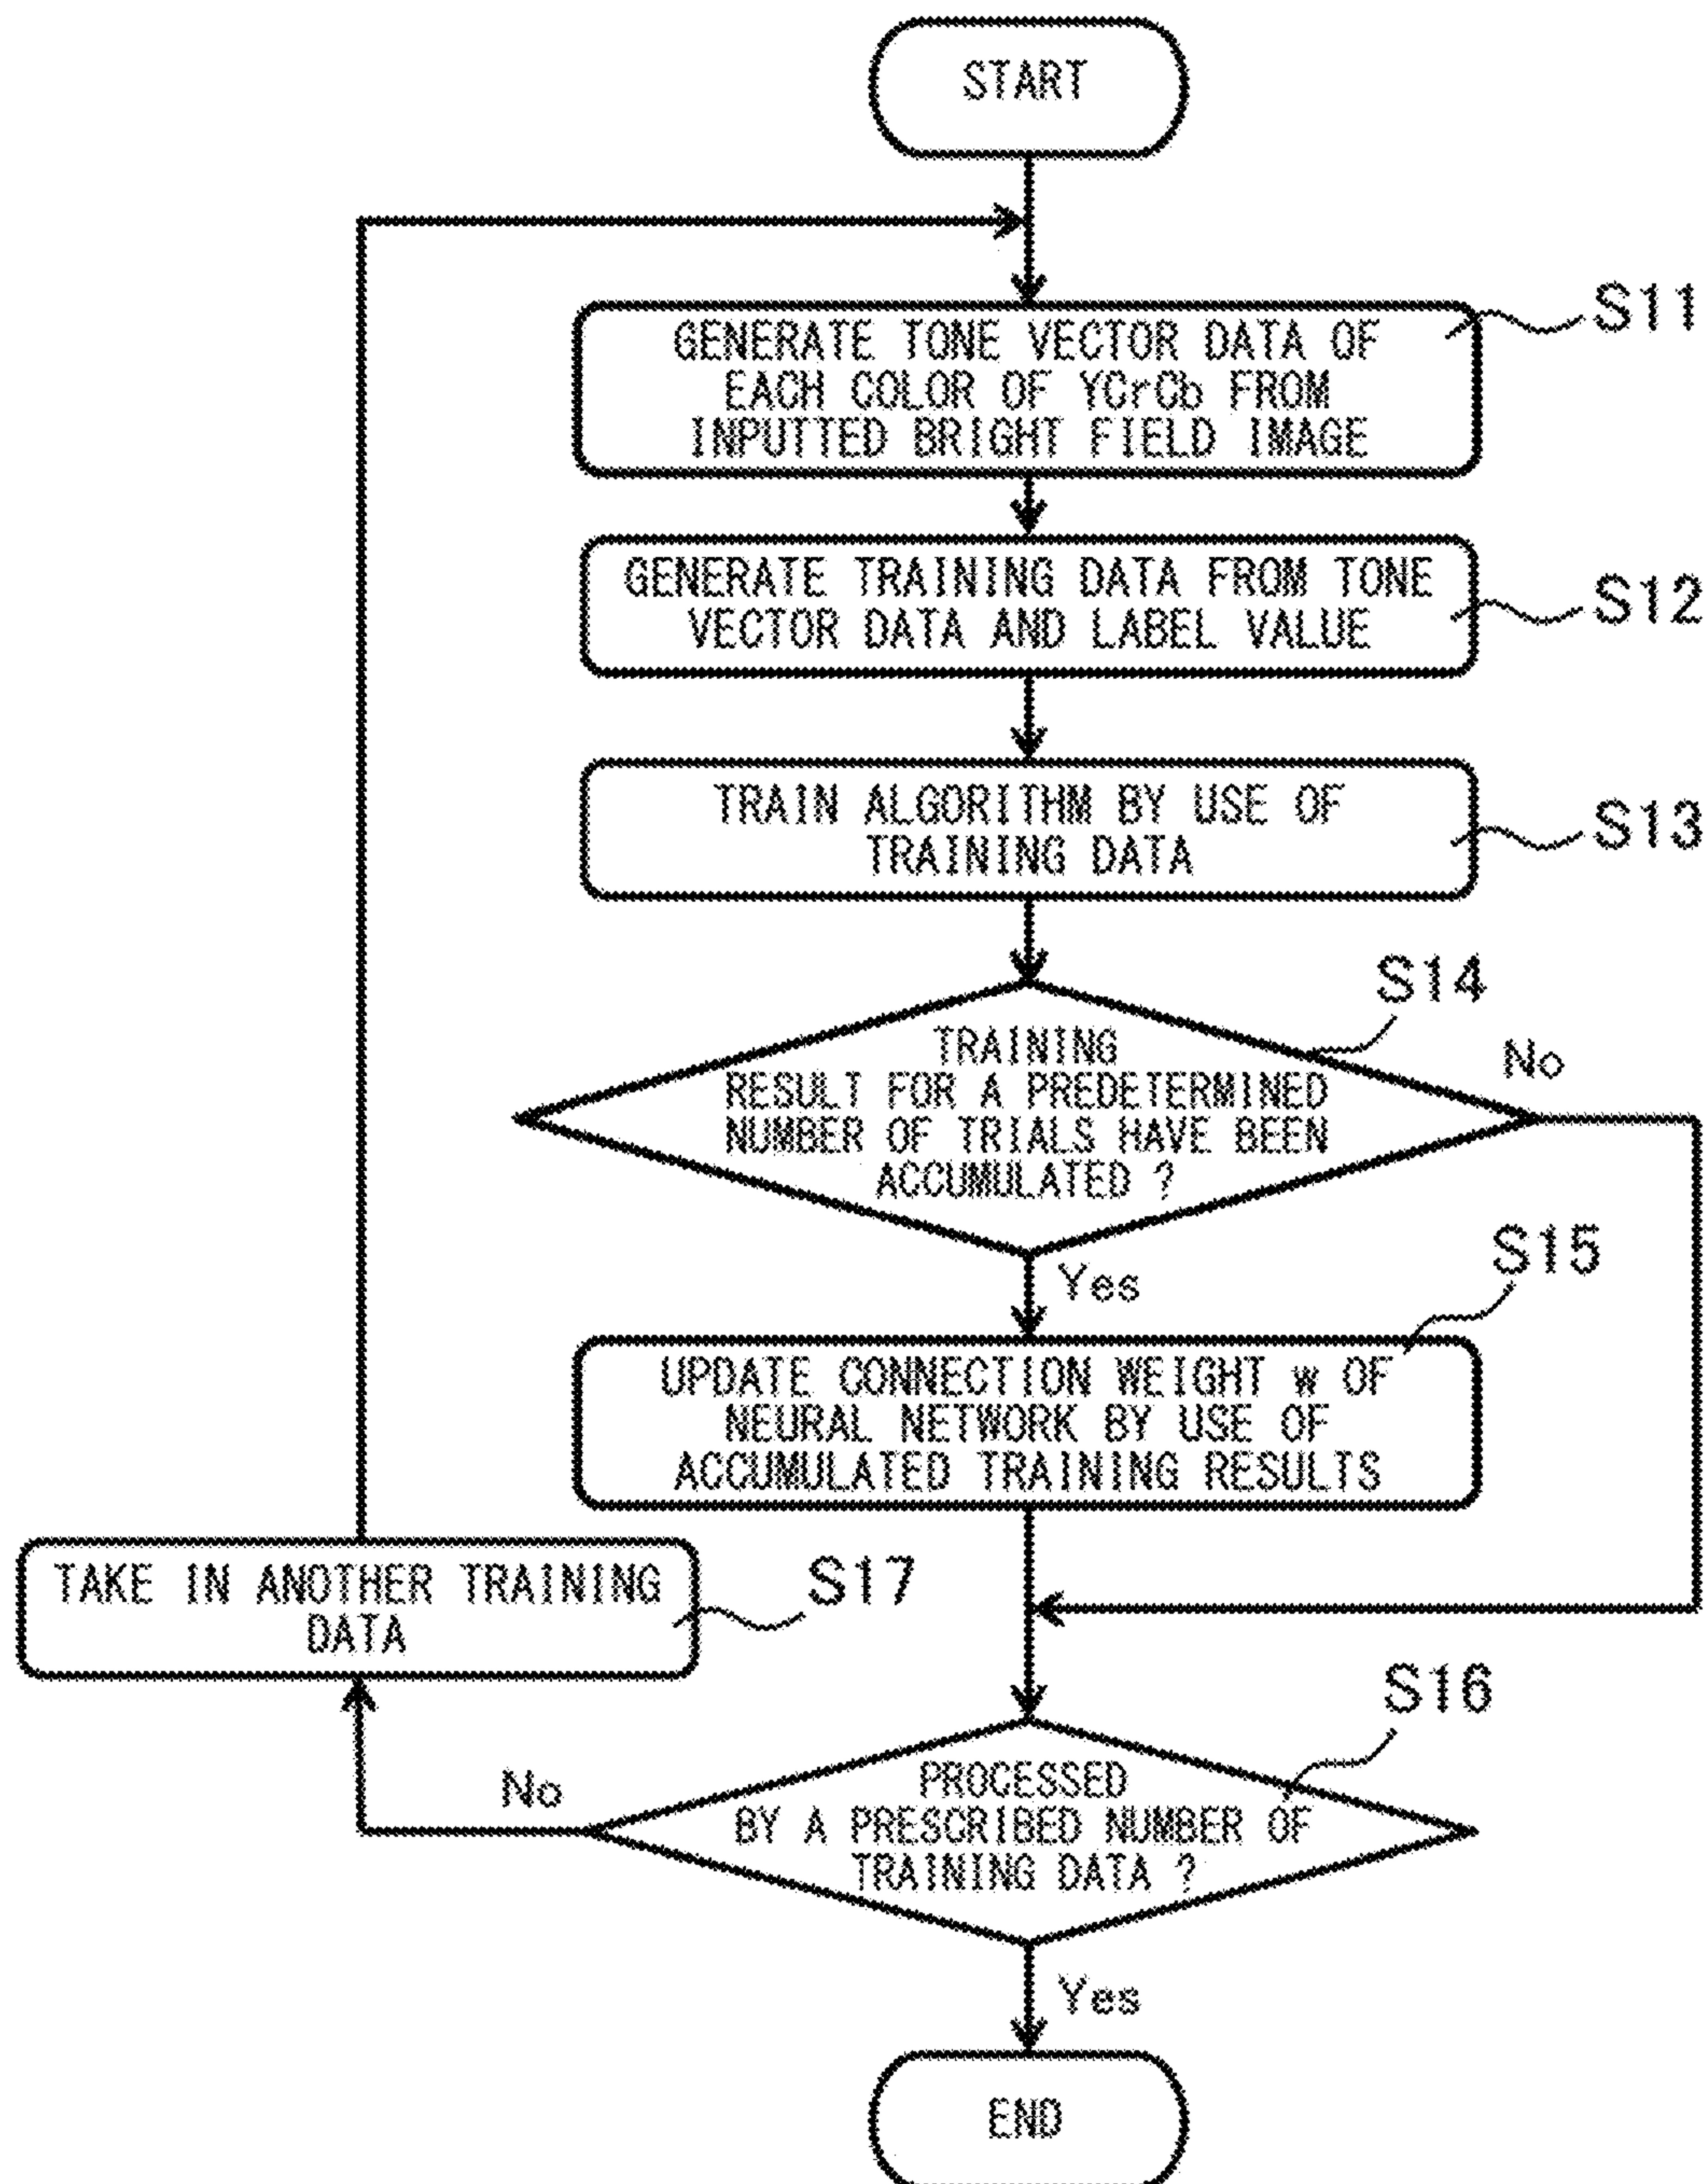 START
S11
GENERATE TONE VECTOR DATA OF
EACH COLOR OF YCrCb FROM
INPUTTED BRIGHT FIELD IMAGE
S12
GENERATE TRAINING DATA FROM TONE
VECTOR DATA AND LABEL VALUE
S13
TRAIN ALGORITHM BY USE OF
TRAINING DATA
S14
TRAINING
RESULT FOR A PREDETERMINED
NUMBER OF TRIALS HAVE BEEN
ACCUMULATED ?
No
Yes
S15
UPDATE CONNECTION WEIGHT w OF
NEURAL NETWORK BY USE OF
ACCUMULATED TRAINING RESULTS
TAKE IN ANOTHER TRAINING
DATA
S17
S16
PROCESSED
BY A PRESCRIBED NUMBER OF
TRAINING DATA ?
No
Yes
END